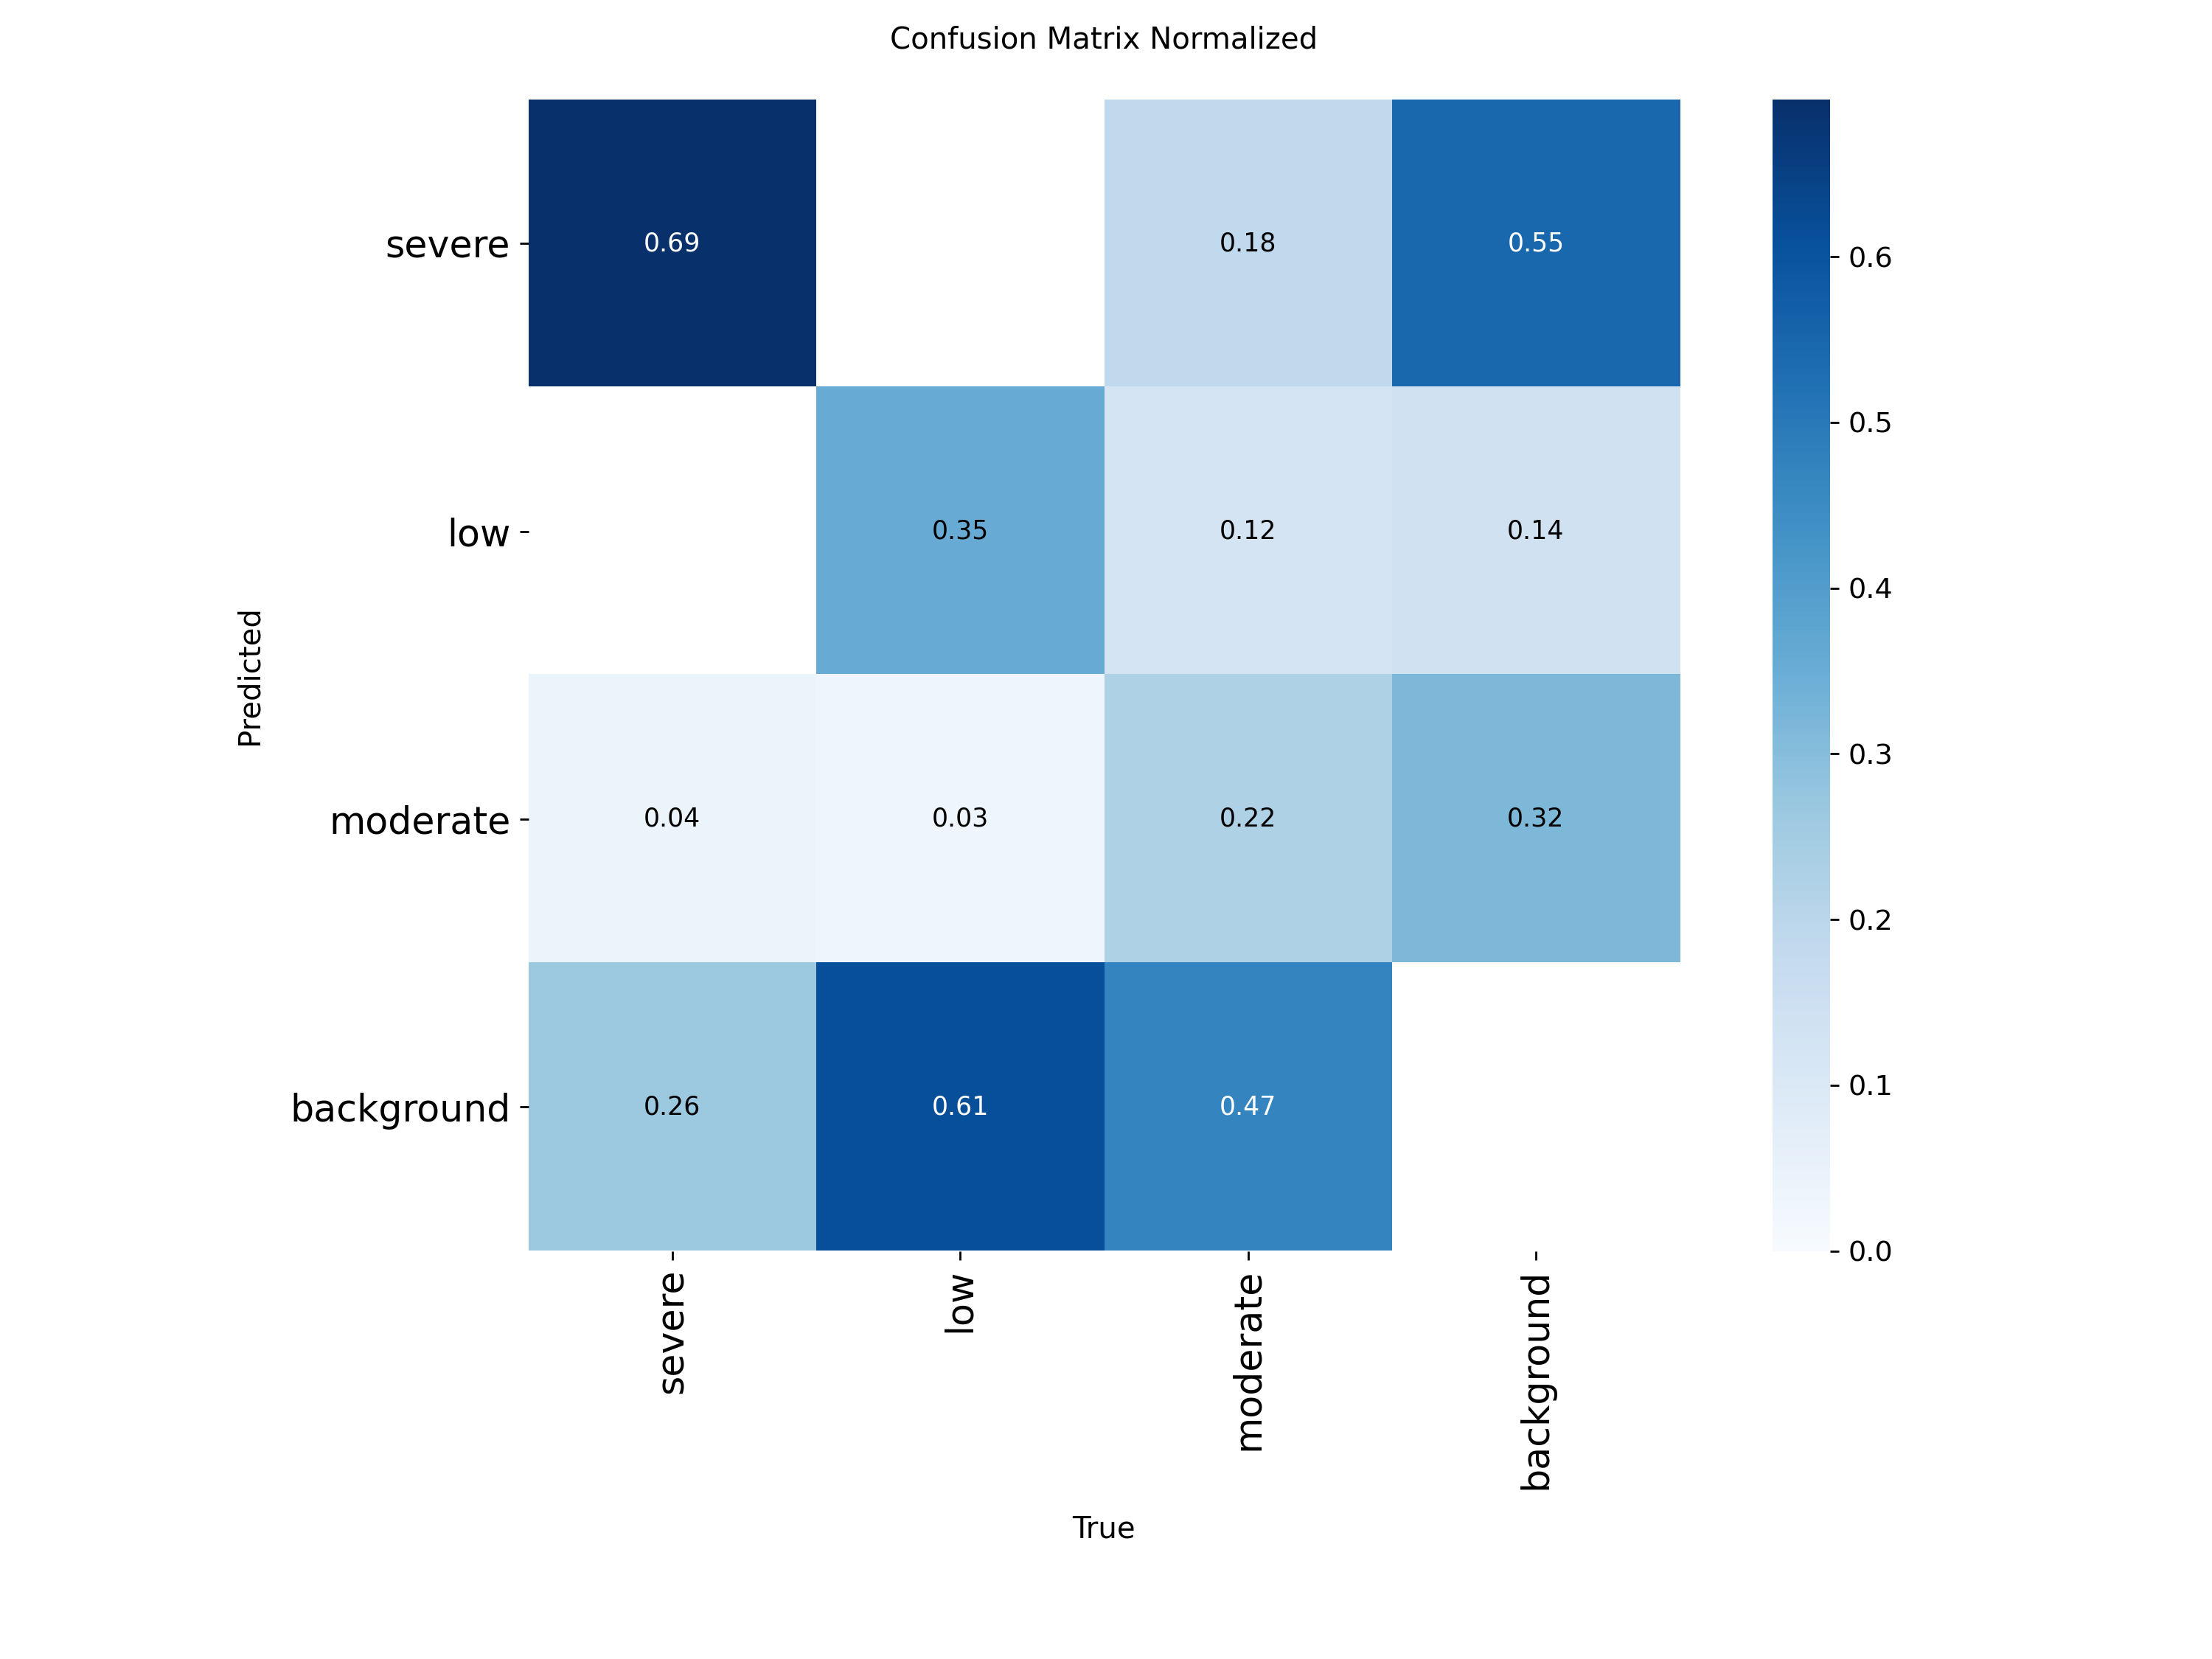 Confusion Matrix Normalized
severe
0.69
0.18
0.55
low
0.35
0.12
0.14
moderate
0.04
0.03
0.22
0.32
background
0.26
0.61
0.47
Predicted
severe
low
moderate
background
True
0.6
0.5
0.4
0.3
0.2
0.1
0.0